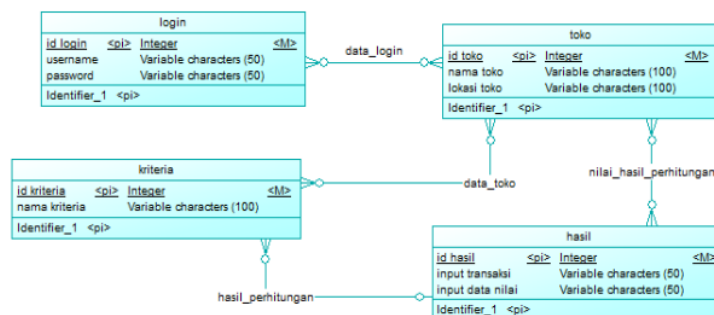 login
id login <pi> Integer <M>
username Variable characters (50)
password Variable characters (50)
Identifier_1 <pi>
data_login
toko
id toko <pi> Integer <M>
nama toko Variable characters (100)
lokasi toko Variable characters (100)
Identifier_1 <pi>
kriteria
id kriteria <pi> Integer <M>
nama kriteria Variable characters (100)
Identifier_1 <pi>
data_toko
nilai_hasil_perhitungan
hasil
id hasil <pi> Integer <M>
input transaksi Variable characters (50)
input data nilai Variable characters (50)
Identifier_1 <pi>
hasil_perhitungan